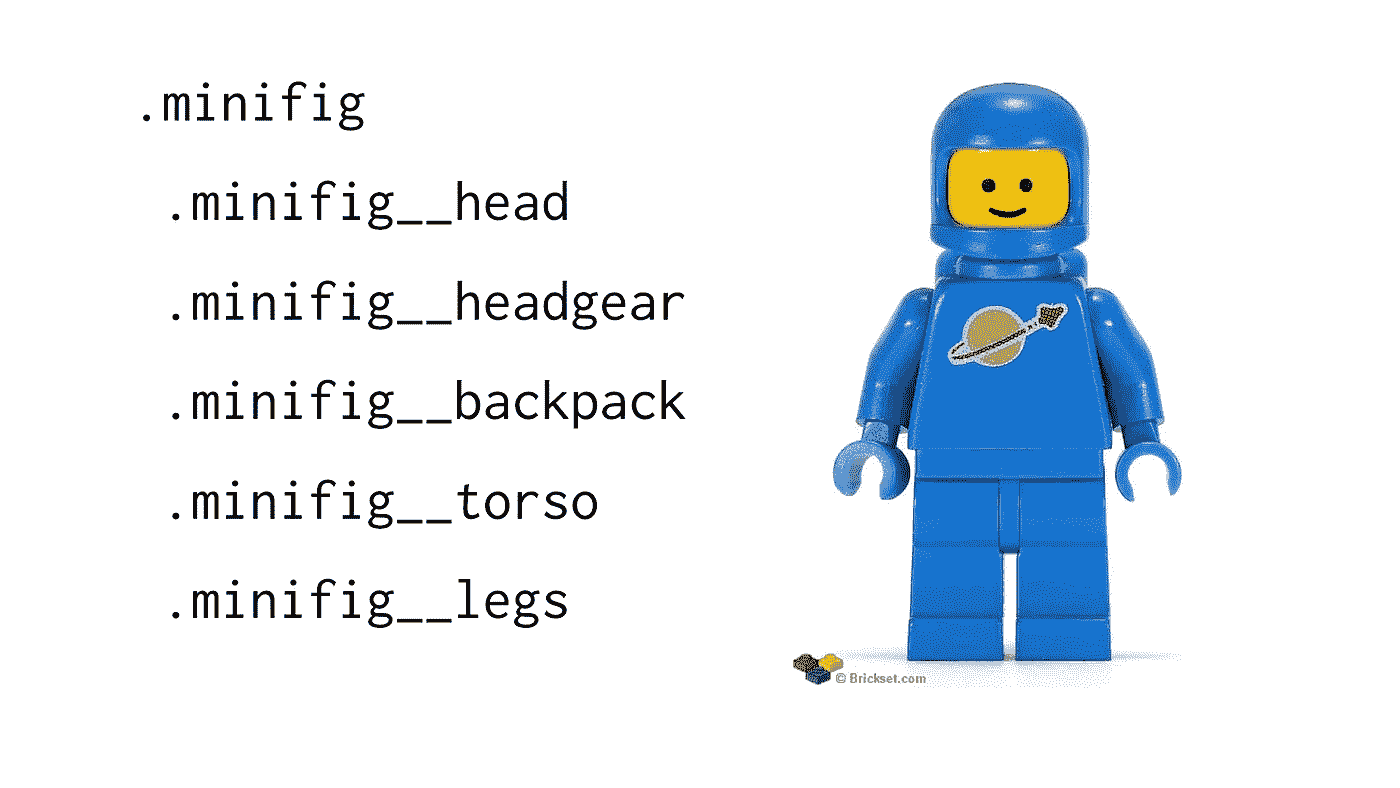 .minifig
.minifig__head
.minifig__headgear
.minifig__backpack
.minifig__torso
.minifig__legs
© Brickset.com